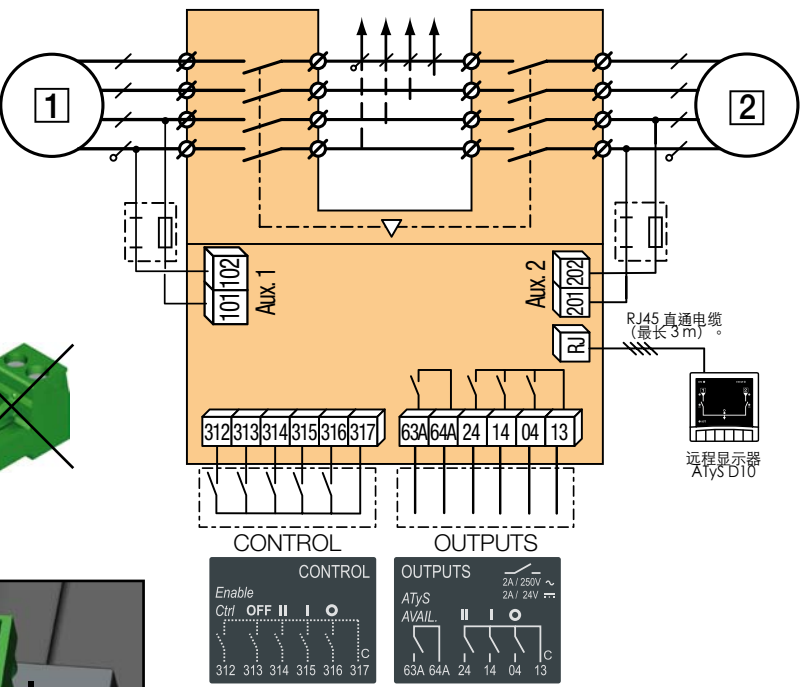 1
2
101 102
Aux. 1
Aux. 2
201 202
RJ
RJ45 直通电缆
（最长 3 m）。
远程显示器
ATyS D10
312 313 314 315 316 317
63A 64A 24 14 04 13
CONTROL
OUTPUTS
CONTROL
Enable
Ctrl OFF II I O
C
312 313 314 315 316 317
OUTPUTS
2A / 250V ~
2A / 24V ⎓
ATyS
AVAIL. II I O
C
63A 64A 24 14 04 13